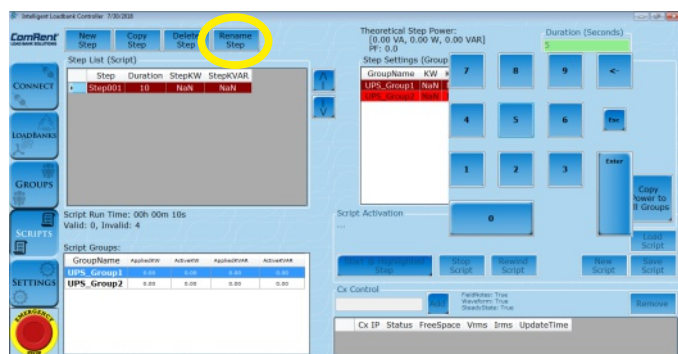 Intelligent Loadbank Controller 7/30/2018
ComRent
LOAD BANK SOLUTIONS
New Step
Copy Step
Delete Step
Rename Step
Theoretical Step Power:
[0.00 VA, 0.00 W, 0.00 VAR]
PF: 0.0
Duration (Seconds)
5
Step List (Script)
Step Duration StepKW StepKVAR
Step001 10 NaN NaN
Step Settings (Group
GroupName KW K
UPS_Group1 NaN
UPS_Group2 NaN
7 8 9 <-
4 5 6 Esc
1 2 3 Enter
0
CONNECT
LOADBANKS
GROUPS
SCRIPTS
SETTINGS
EMERGENCY
Copy
Power to
ll Groups
Script Run Time: 00h 00m 10s
Valid: 0, Invalid: 4
Script Activation
...
Load
Script
Script Groups:
GroupName AppliedKW ActiveKW AppliedKVAR ActiveKVAR
UPS_Group1 0.00 0.00 0.00 0.00
UPS_Group2 0.00 0.00 0.00 0.00
Step
Stop
Script
Rewind
Script
New
Script
Save
Script
Cx Control
Add
FieldNotes: True
Waveform: True
SteadyState: True
Remove
Cx IP Status FreeSpace Vrms Irms UpdateTime